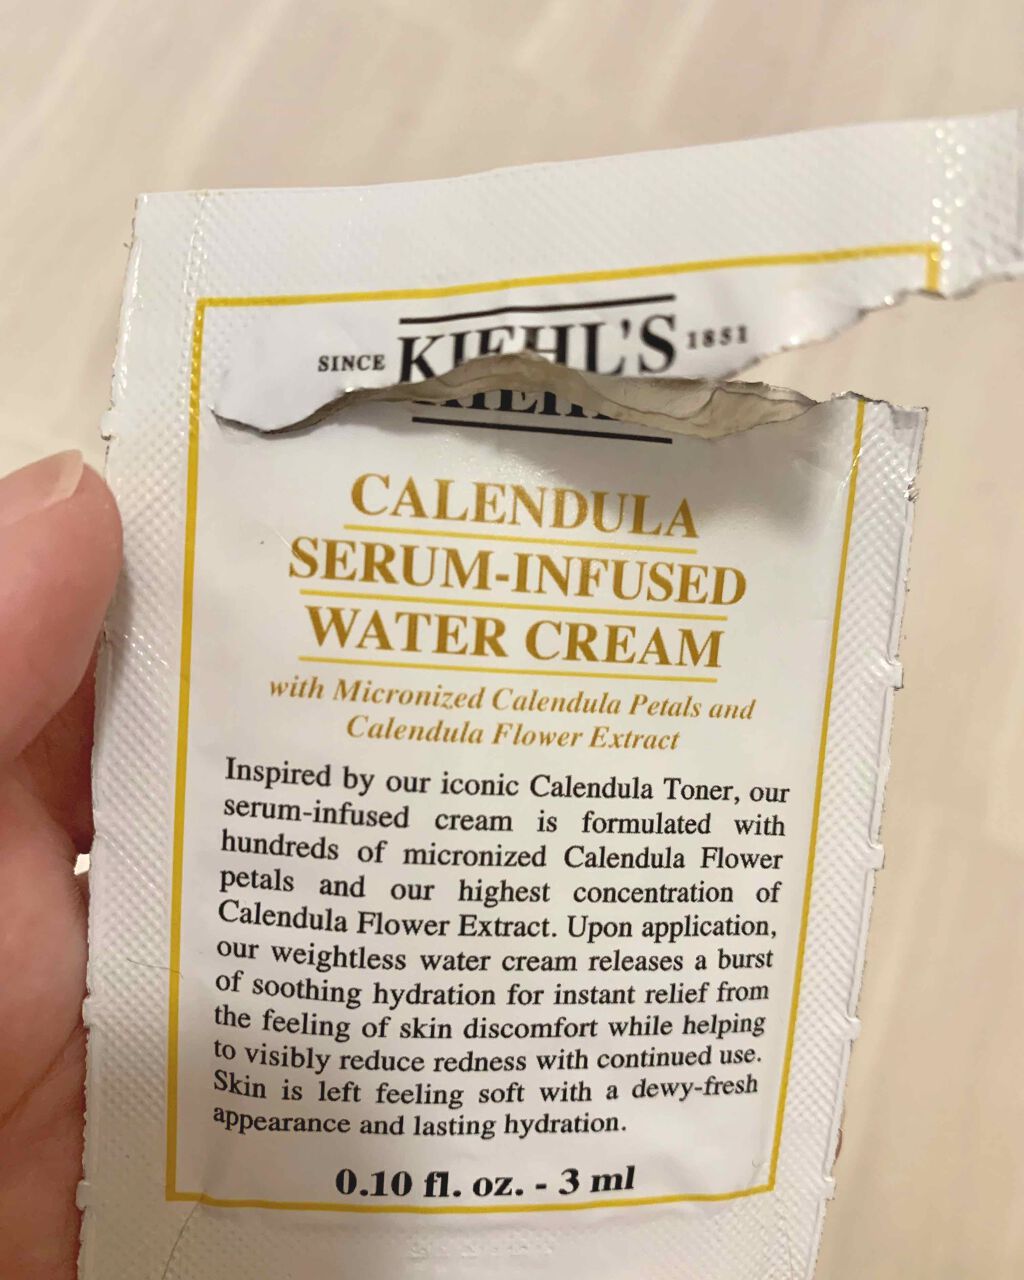 SINCE KIEHL'S 1851
CALENDULA
SERUM-INFUSED
WATER CREAM
with Micronized Calendula Petals and
Calendula Flower Extract
Inspired by our iconic Calendula Toner, our
serum-infused cream is formulated with
hundreds of micronized Calendula Flower
petals and our highest concentration of
Calendula Flower Extract. Upon application,
our weightless water cream releases a burst
of soothing hydration for instant relief from
the feeling of skin discomfort while helping
to visibly reduce redness with continued use.
Skin is left feeling soft with a dewy-fresh
appearance and lasting hydration.
0.10 fl. oz. - 3 ml